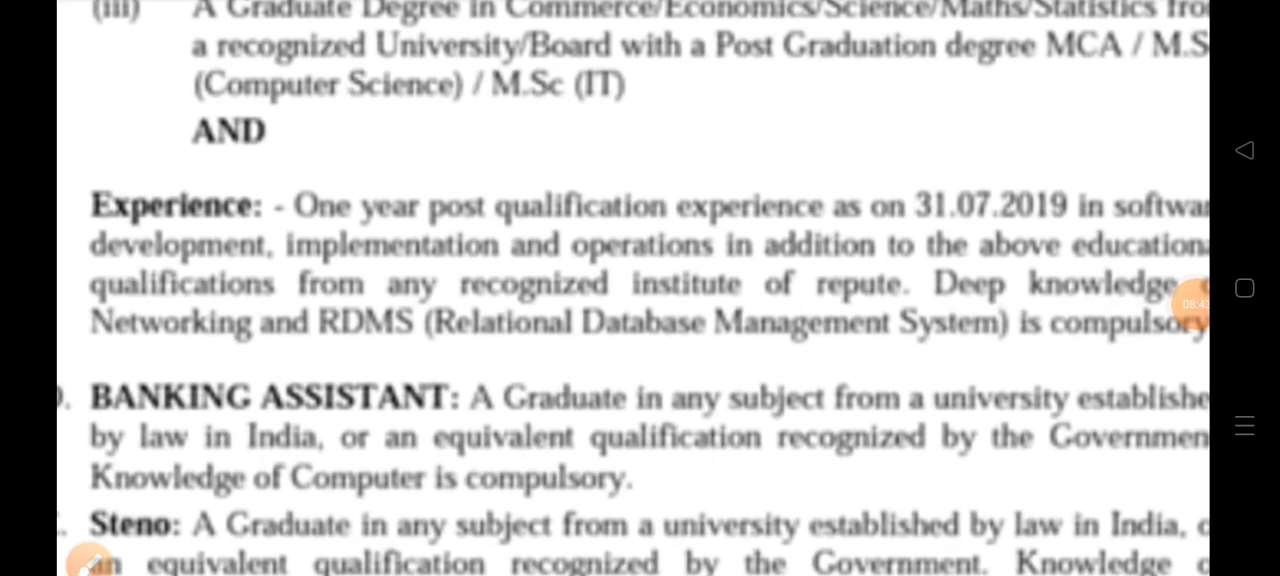 (iii) A Graduate Degree in Commerce/Economics/Science/Maths/Statistics fro
a recognized University/Board with a Post Graduation degree MCA / M.S
(Computer Science) / M.Sc (IT)
AND
Experience: - One year post qualification experience as on 31.07.2019 in softwar
development, implementation and operations in addition to the above educationa
qualifications from any recognized institute of repute. Deep knowledge
08:43
Networking and RDMS (Relational Database Management System) is compulsory
. BANKING ASSISTANT: A Graduate in any subject from a university establishe
by law in India, or an equivalent qualification recognized by the Governmen
Knowledge of Computer is compulsory.
. Steno: A Graduate in any subject from a university established by law in India, o
an equivalent qualification recognized by the Government. Knowledge o